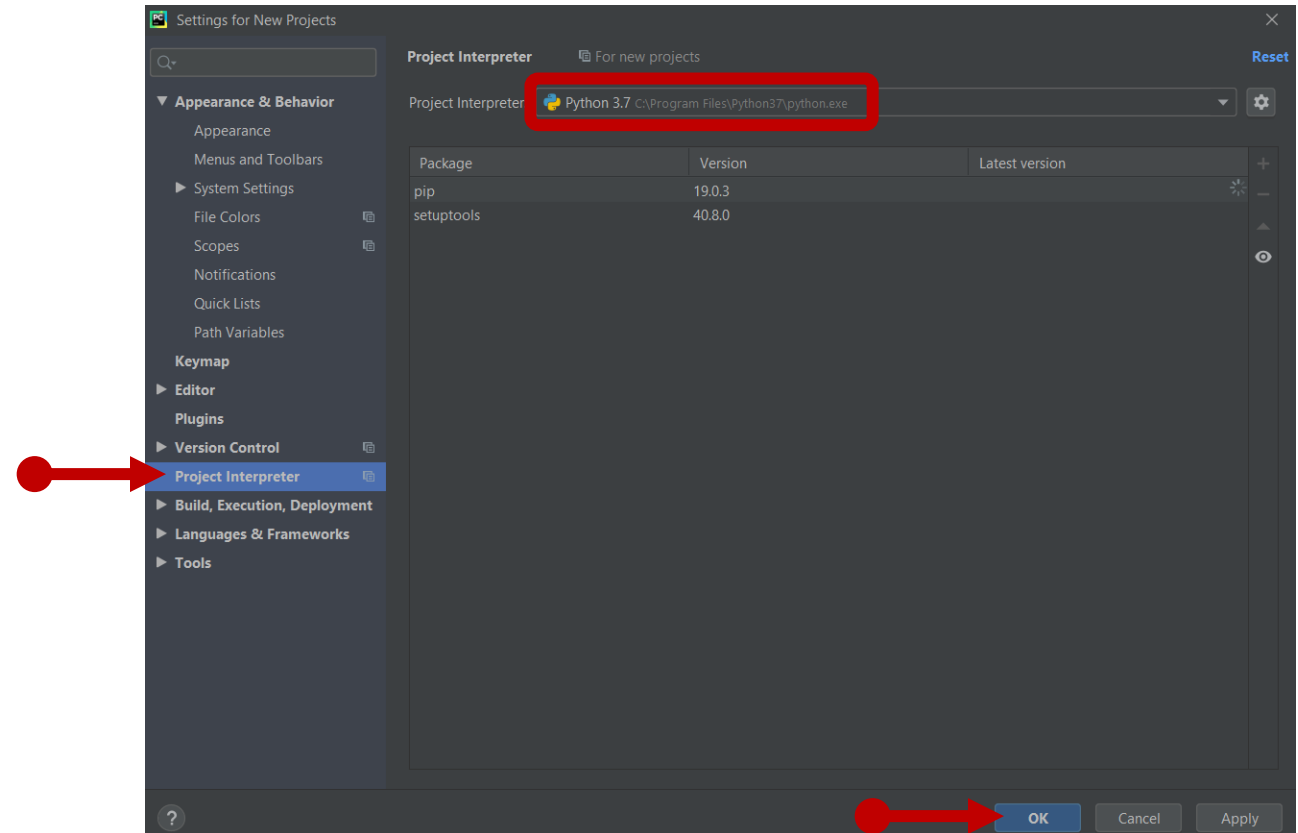 PC Settings for New Projects
Project Interpreter For new projects Reset
Appearance & Behavior
Project Interpreter Python 3.7 C:\Program Files\Python37\python.exe
Appearance
Menus and Toolbars
Package Version Latest version
System Settings
pip 19.0.3
File Colors
setuptools 40.8.0
Scopes
Notifications
Quick Lists
Path Variables
Keymap
Editor
Plugins
Version Control
Project Interpreter
Build, Execution, Deployment
Languages & Frameworks
Tools
? OK Cancel Apply